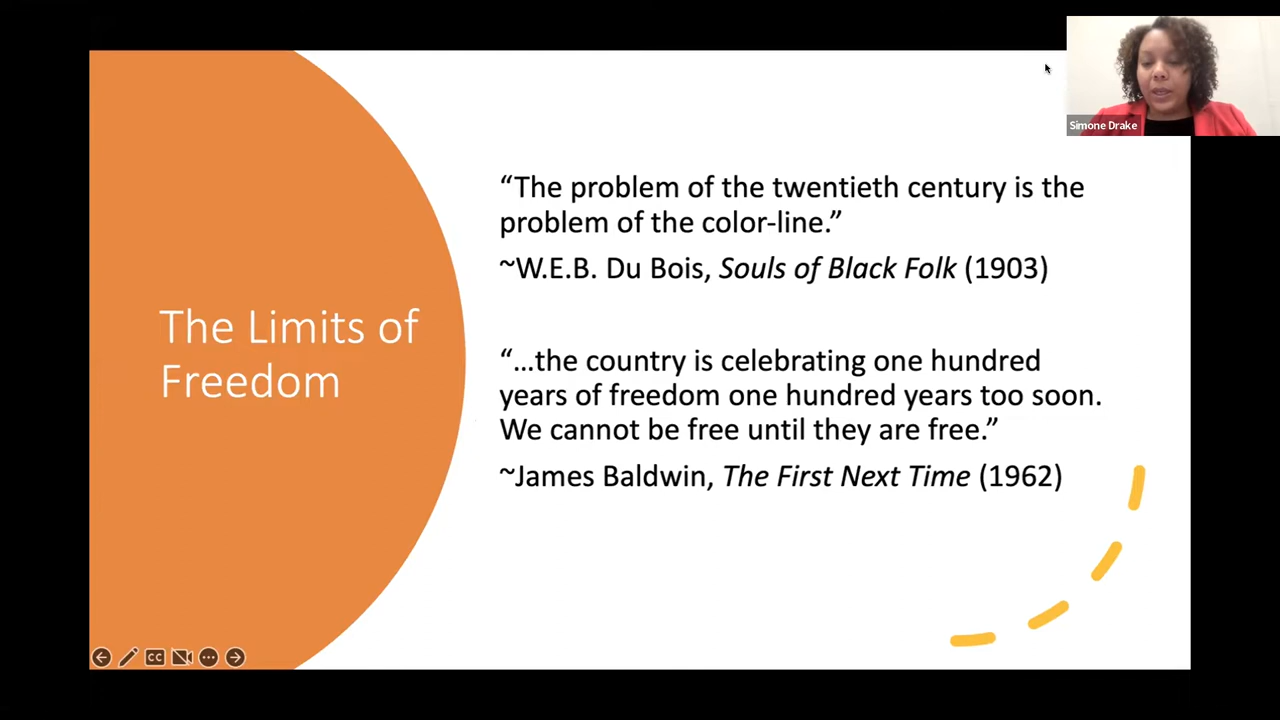 Simone Drake
The Limits of
Freedom
“The problem of the twentieth century is the
problem of the color-line.”
~W.E.B. Du Bois, Souls of Black Folk (1903)
“…the country is celebrating one hundred
years of freedom one hundred years too soon.
We cannot be free until they are free.”
~James Baldwin, The First Next Time (1962)
CC